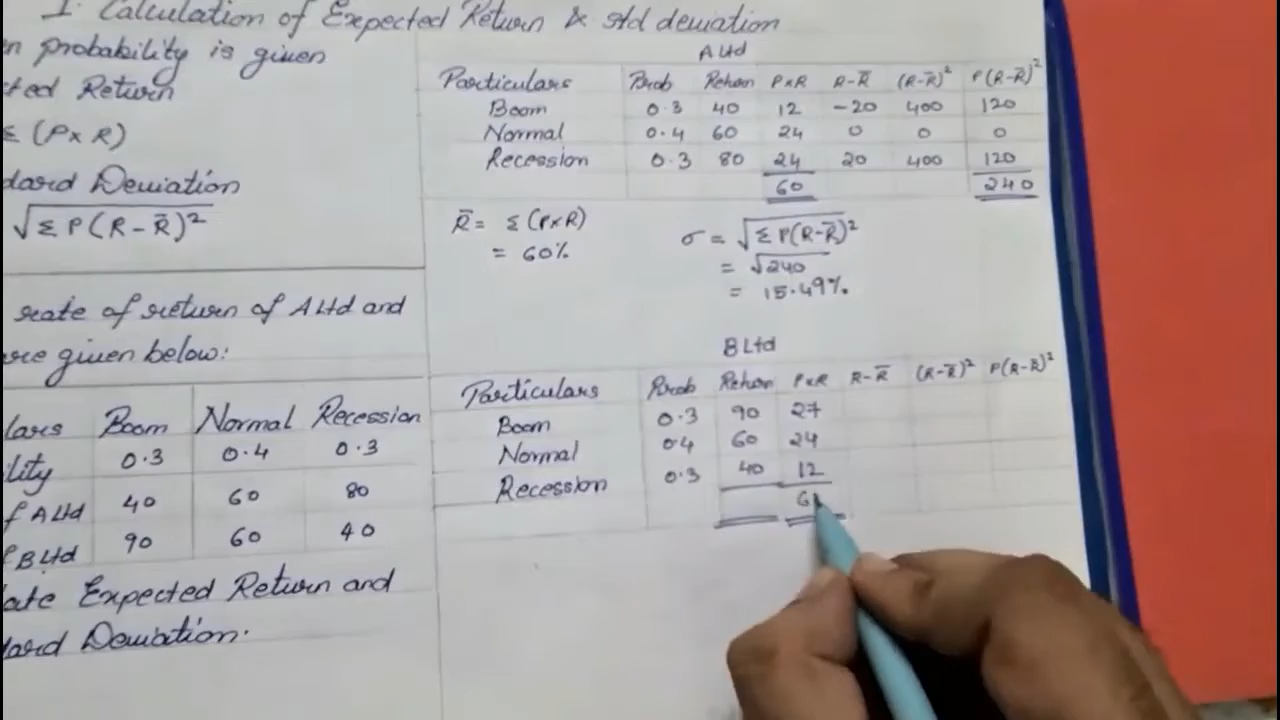 1. Calculation of Expected Return & Std deviation
n probability is given
ted Return
Σ (P x R)
dard Deviation
√Σ P (R - R̄)²
rate of return of A Ltd and
re given below:
lars Boom Normal Recession
lity 0.3 0.4 0.3
f A Ltd 40 60 80
f B Ltd 90 60 40
ate Expected Return and
dard Deviation.
A Ltd
Particulars Prob Return P x R R - R̄ (R - R̄)² P(R - R̄)²
Boom 0.3 40 12 -20 400 120
Normal 0.4 60 24 0 0 0
Recession 0.3 80 24 20 400 120
60 240
R̄ = Σ (P x R)
= 60%
σ = √Σ P(R - R̄)²
= √240
= 15.49%
B Ltd
Particulars Prob Return P x R R - R̄ (R - R̄)² P(R - R̄)²
Boom 0.3 90 27
Normal 0.4 60 24
Recession 0.3 40 12